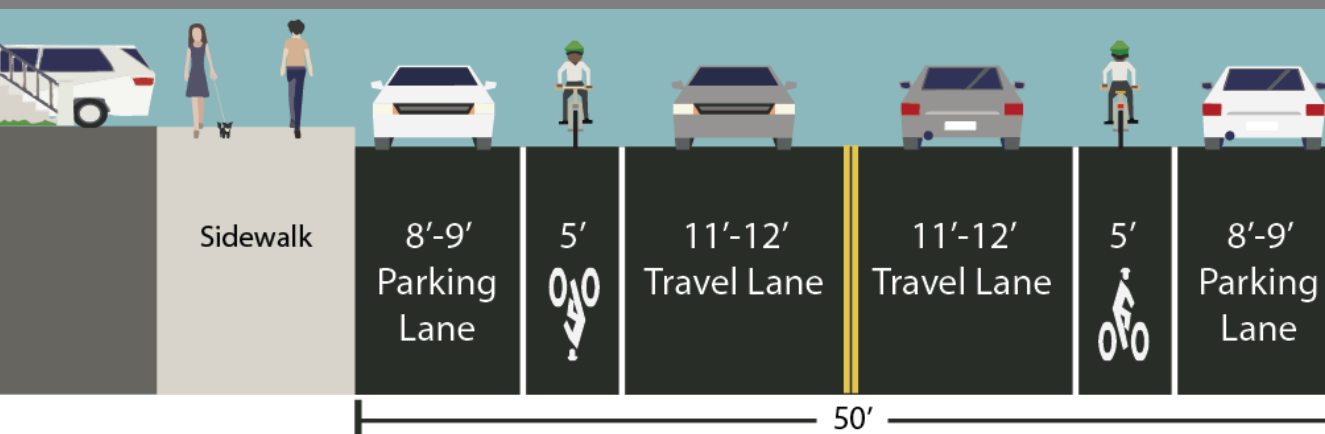 Sidewalk
8′-9′
Parking
Lane
5′
11′-12′
Travel Lane
11′-12′
Travel Lane
5′
8′-9′
Parking
Lane
50′